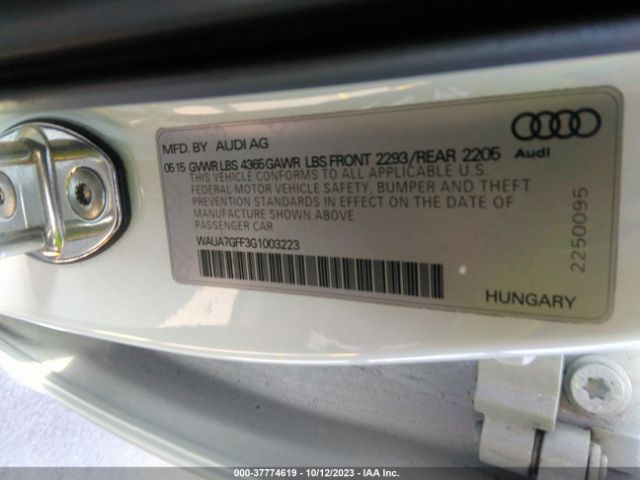 MFD. BY AUDI AG
05 15 GVWR LBS 4365 GAWR LBS FRONT 2293/REAR 2205
THIS VEHICLE CONFORMS TO ALL APPLICABLE U.S
FEDERAL MOTOR VEHICLE SAFETY, BUMPER AND THEFT
PREVENTION STANDARDS IN EFFECT ON THE DATE OF
MANUFACTURE SHOWN ABOVE
PASSENGER CAR
WAUA7GFF3G1003223
Audi
2250095
HUNGARY
000-37774619 - 10/12/2023 - IAA Inc.